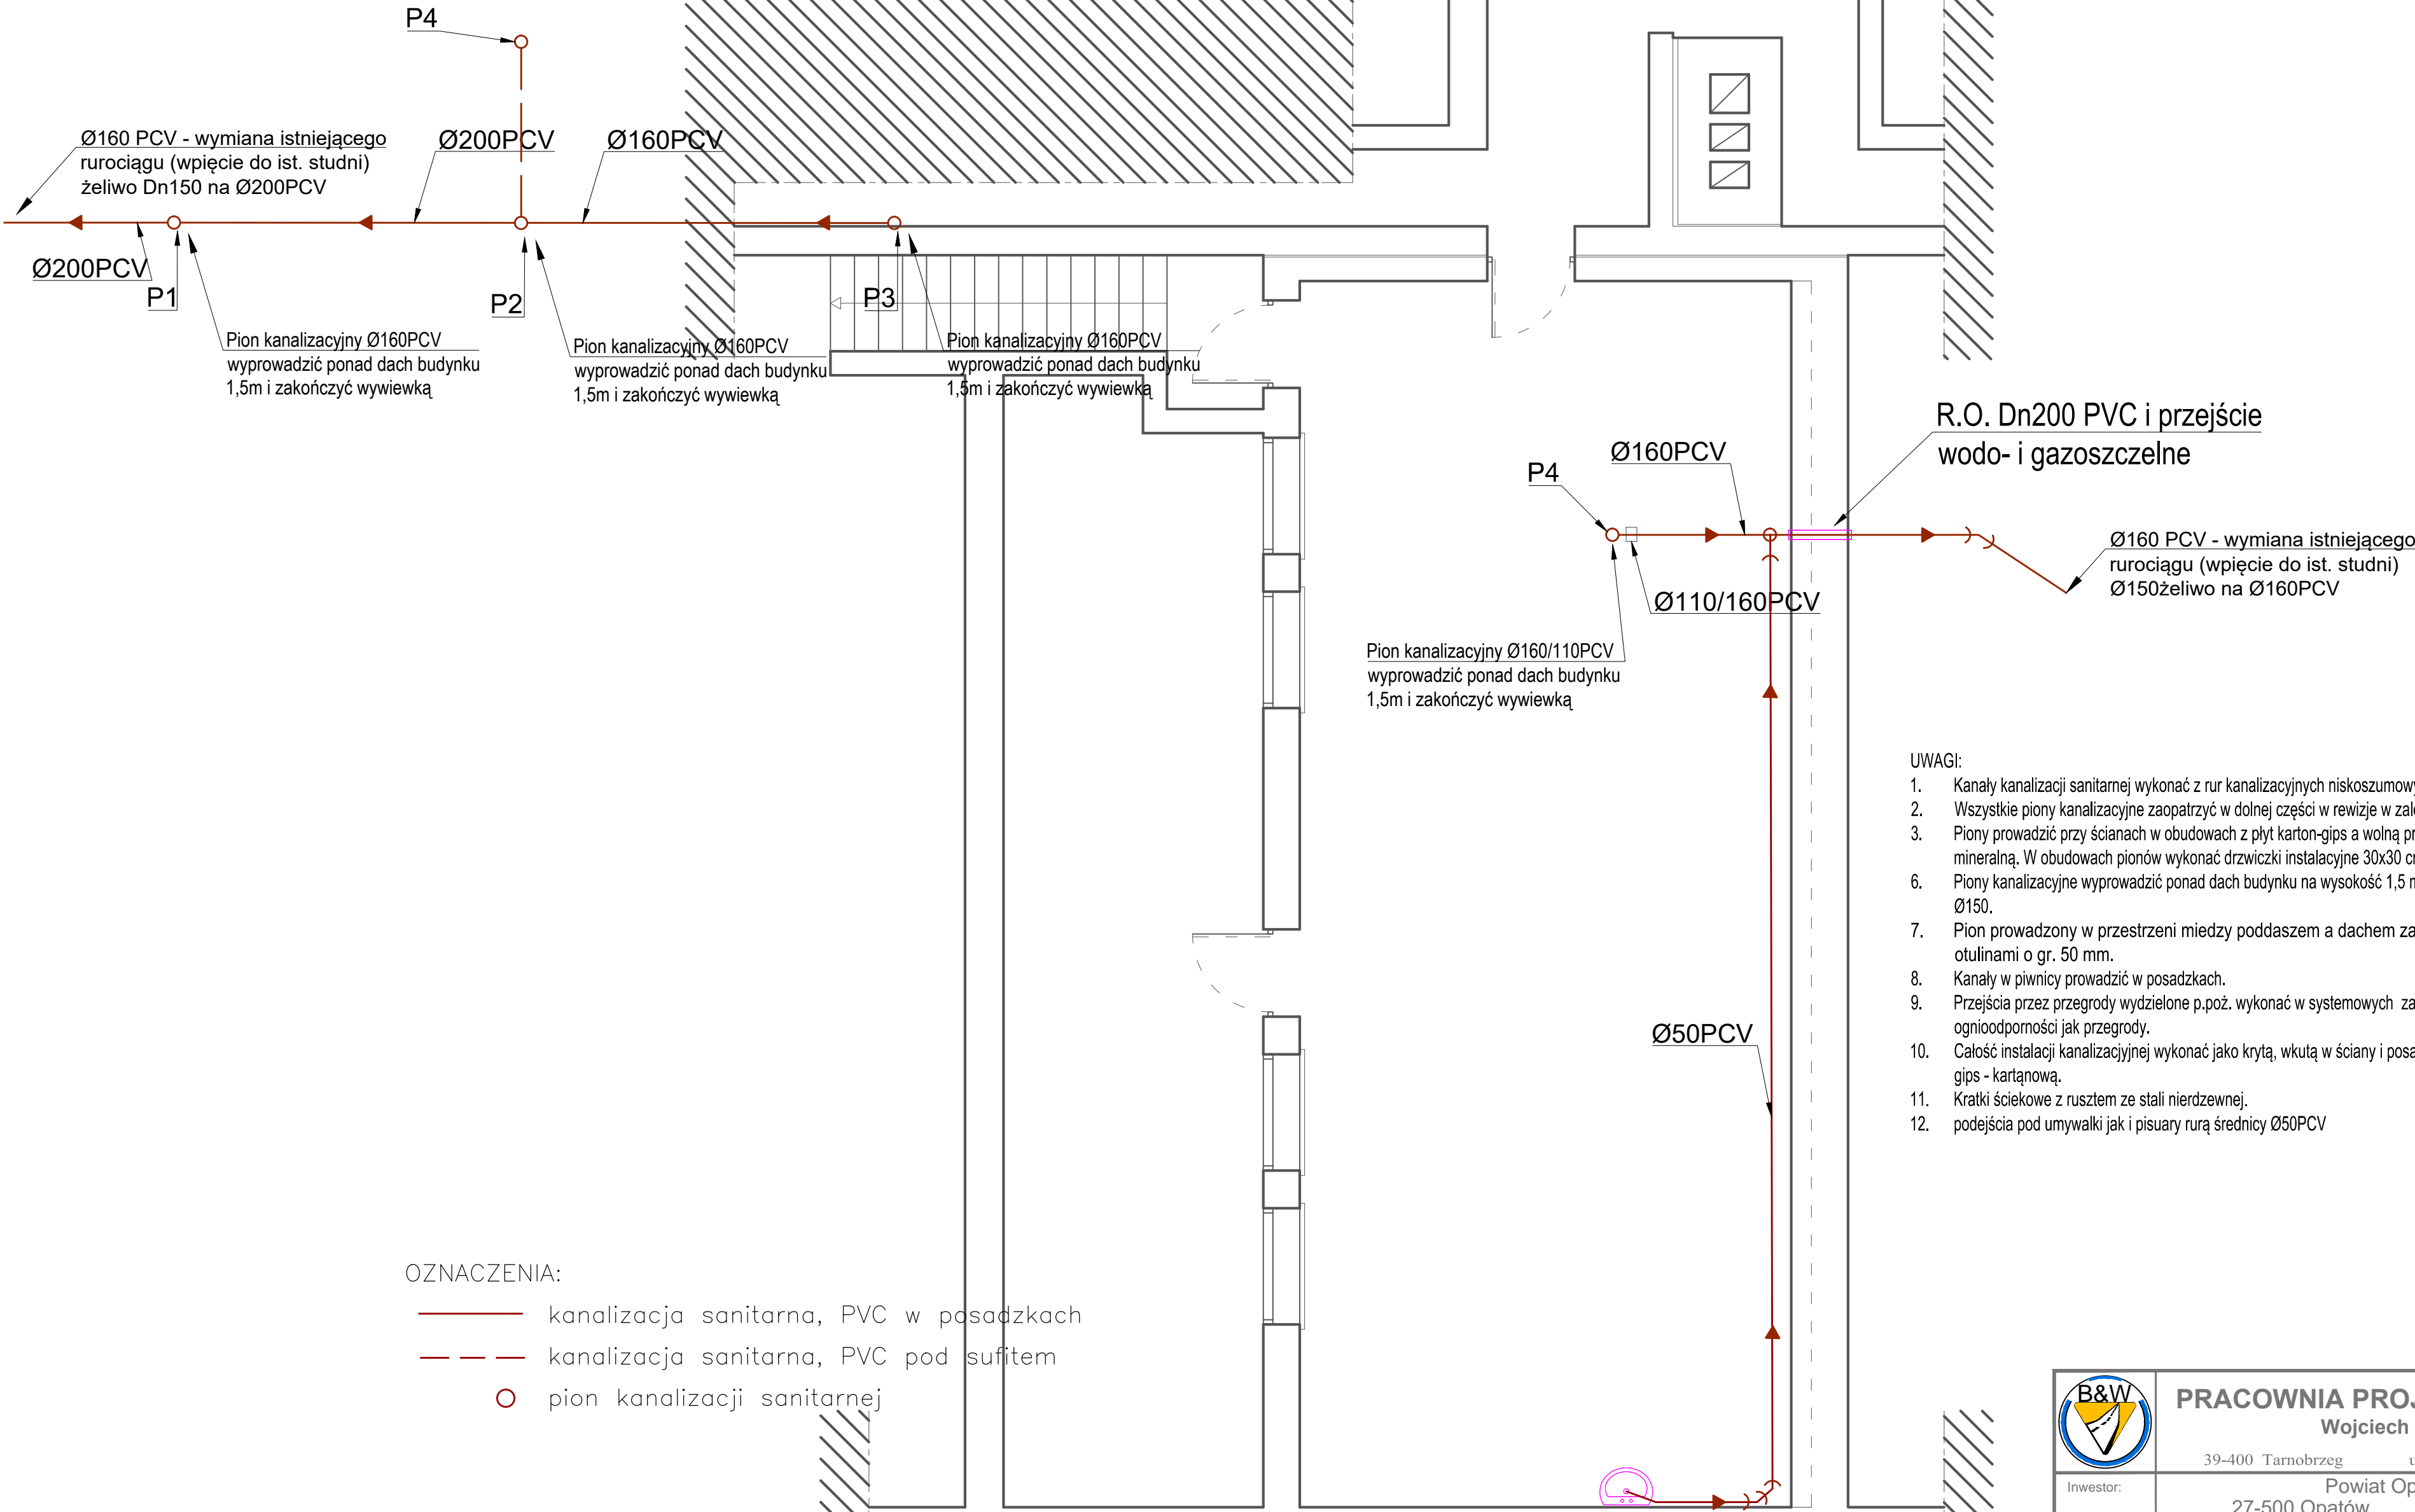 P4
Ø160 PCV - wymiana istniejącego
rurociągu (wpięcie do ist. studni)
żeliwo Dn150 na Ø200PCV
Ø200PCV
Ø160PCV
Ø200PCV
P1
P2
P3
Pion kanalizacyjny Ø160PCV
wyprowadzić ponad dach budynku
1,5m i zakończyć wywiewką
Pion kanalizacyjny Ø160PCV
wyprowadzić ponad dach budynku
1,5m i zakończyć wywiewką
Pion kanalizacyjny Ø160PCV
wyprowadzić ponad dach budynku
1,5m i zakończyć wywiewką
R.O. Dn200 PVC i przejście
wodo- i gazoszczelne
P4
Ø160PCV
Ø110/160PCV
Ø160 PCV - wymiana istniejącego
rurociągu (wpięcie do ist. studni)
Ø150żeliwo na Ø160PCV
Pion kanalizacyjny Ø160/110PCV
wyprowadzić ponad dach budynku
1,5m i zakończyć wywiewką
Ø50PCV
UWAGI:
1. Kanały kanalizacji sanitarnej wykonać z rur kanalizacyjnych
2. Wszystkie piony kanalizacyjne zaopatrzyć w dolnej części w rewizje w
3. Piony prowadzić przy ścianach w obudowach z płyt karton-gips a wolną
mineralną. W obudowach pionów wykonać drzwiczki instalacyjne 30x30
6. Piony kanalizacyjne wyprowadzić ponad dach budynku na wysokość 1,5
Ø150.
7. Pion prowadzony w przestrzeni miedzy poddaszem a dachem
otulinami o gr. 50 mm.
8. Kanały w piwnicy prowadzić w posadzkach.
9. Przejścia przez przegrody wydzielone p.poż. wykonać w systemowych
ognioodporności jak przegrody.
10. Całość instalacji kanalizacjyjnej wykonać jako krytą, wkutą w ściany i
gips - kartąnową.
11. Kratki ściekowe z rusztem ze stali nierdzewnej.
12. podejścia pod umywalki jak i pisuary rurą średnicy Ø50PCV
OZNACZENIA:
kanalizacja sanitarna, PVC w posadzkach
kanalizacja sanitarna, PVC pod sufitem
pion kanalizacji sanitarnej
B&W
PRACOWNIA
Wojciech
39-400 Tarnobrzeg
Inwestor:
Powiat
27-500 Opatów